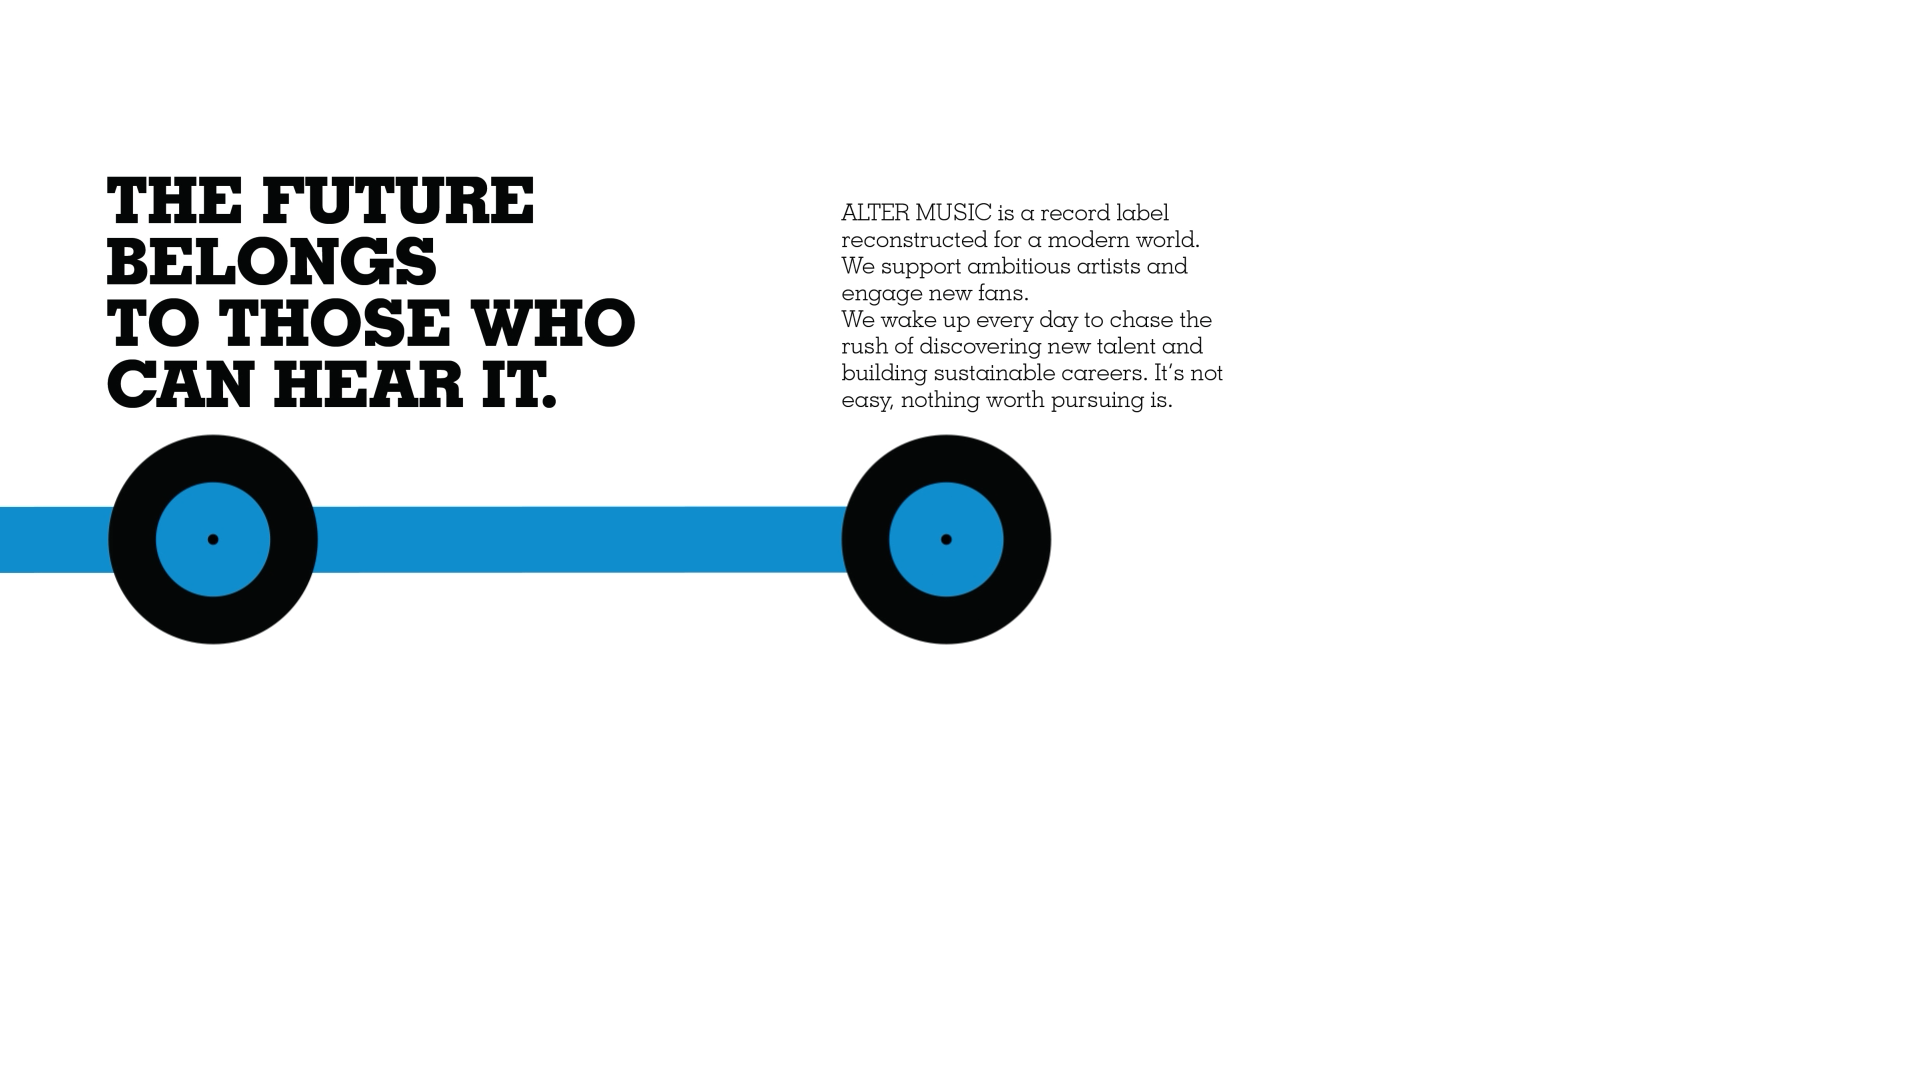 THE FUTURE
BELONGS
TO THOSE WHO
CAN HEAR IT.
ALTER MUSIC is a record label
reconstructed for a modern world.
We support ambitious artists and
engage new fans.
We wake up every day to chase the
rush of discovering new talent and
building sustainable careers. It’s not
easy, nothing worth pursuing is.